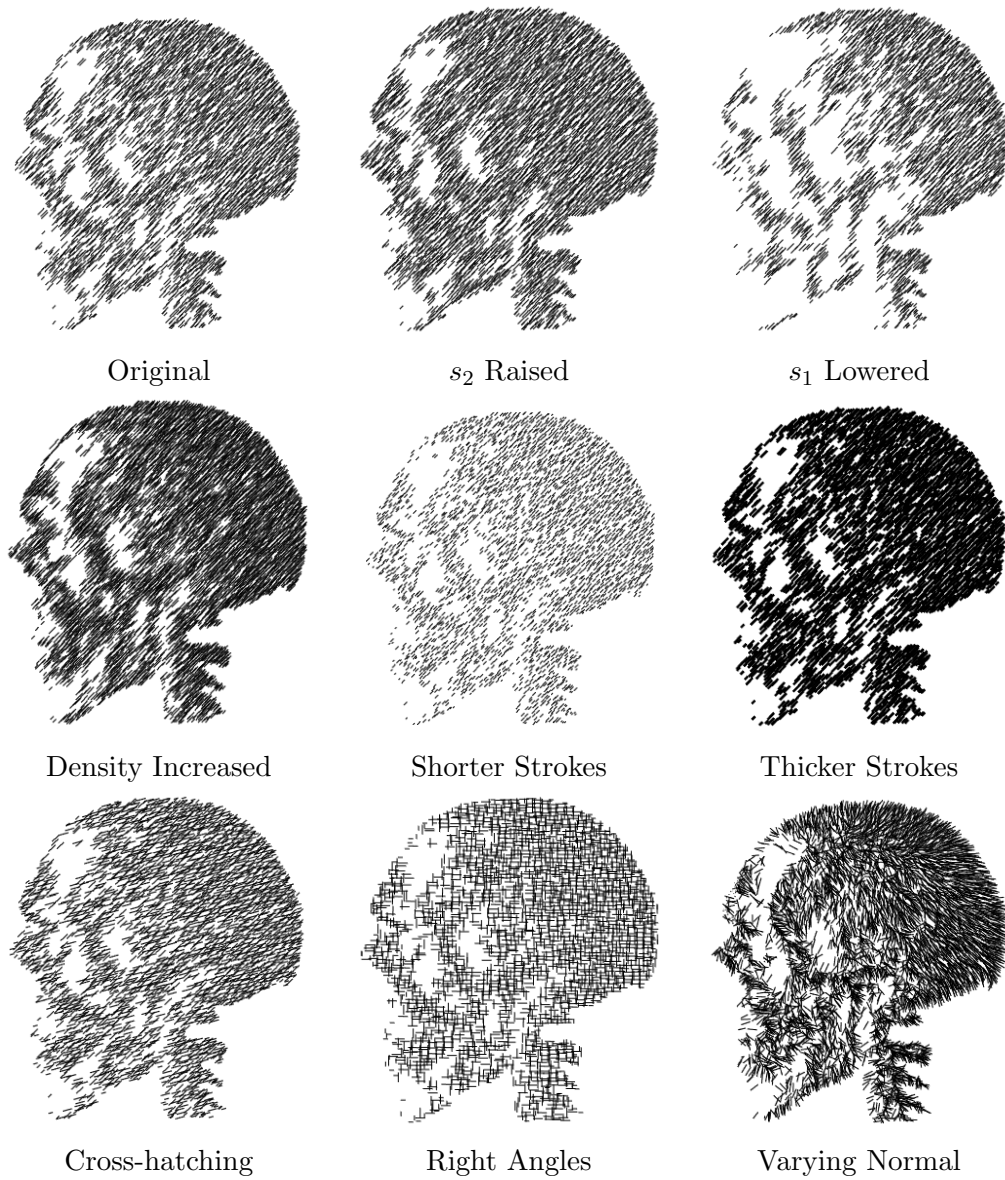 Original
s₂ Raised
s₁ Lowered
Density Increased
Shorter Strokes
Thicker Strokes
Cross-hatching
Right Angles
Varying Normal